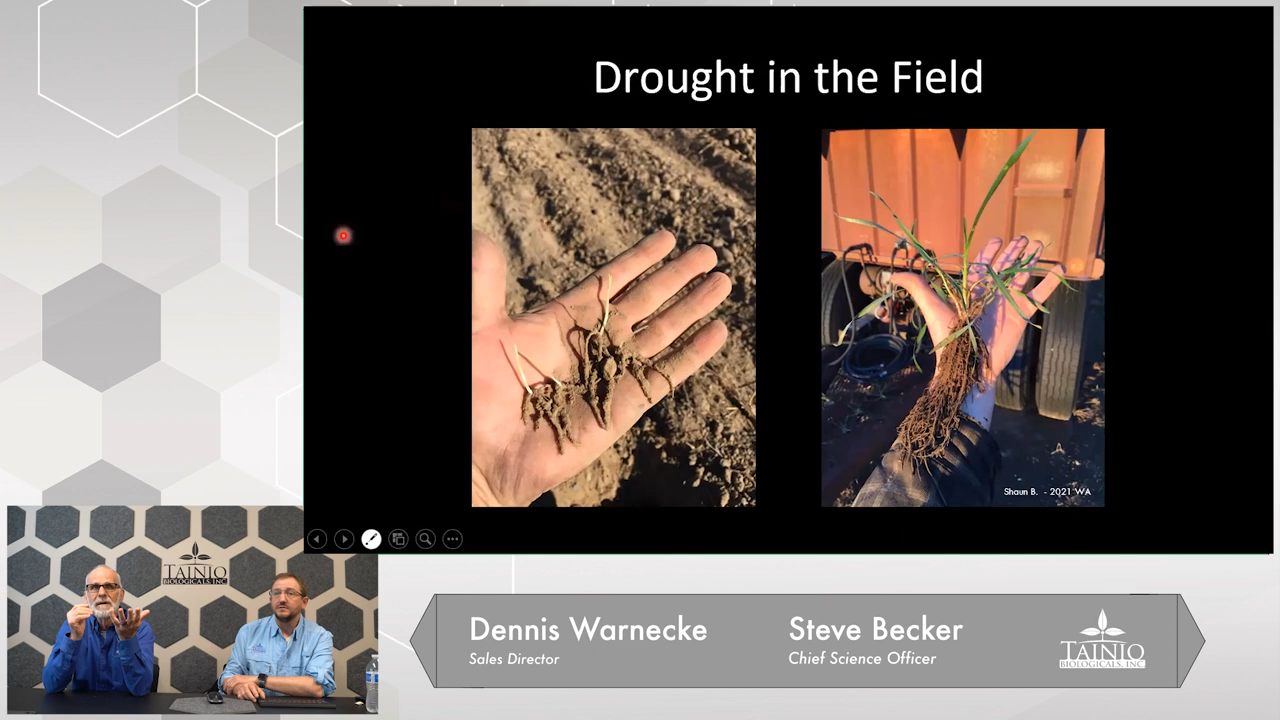 Drought in the Field
Shaun B. - 2021 WA
TAINIO
BIOLOGICALS, INC
Dennis Warnecke
Sales Director
Steve Becker
Chief Science Officer
TAINIO
BIOLOGICALS, INC